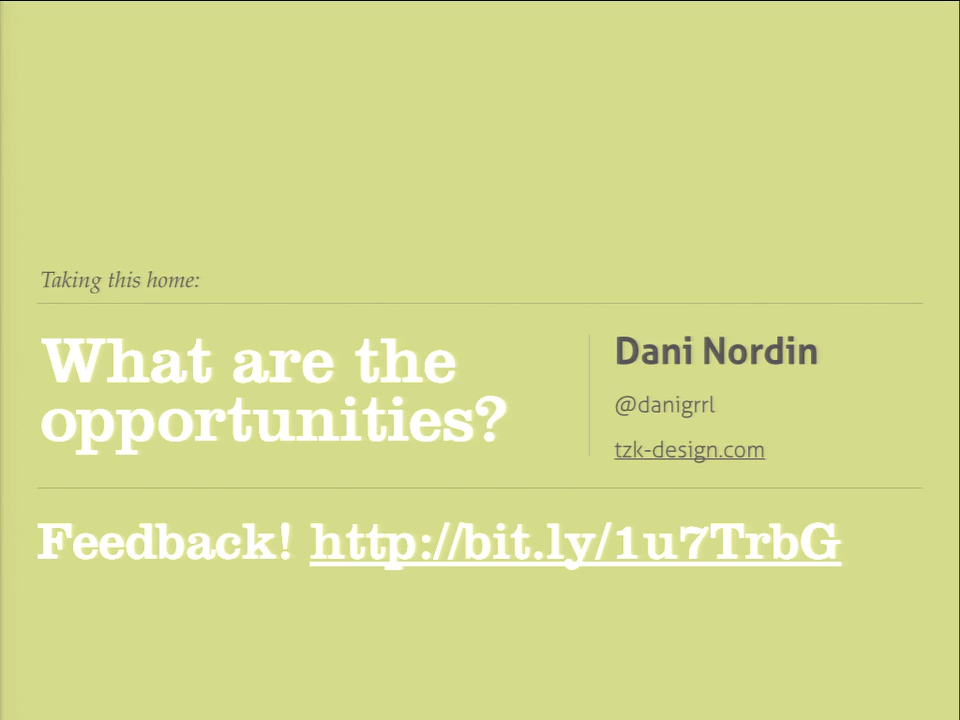 Taking this home:
What are the
opportunities?
Dani Nordin
@danigrrl
tzk-design.com
Feedback! http://bit.ly/1u7TrbG